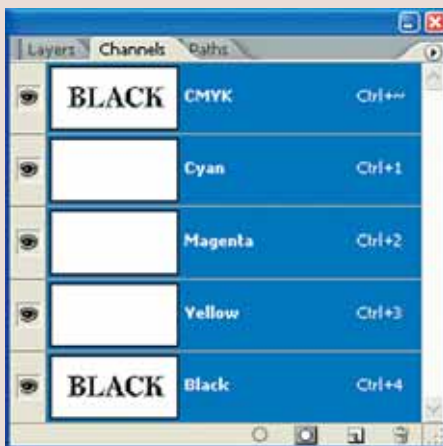 Layers Channels Paths
BLACK CMYK Ctrl+~
Cyan Ctrl+1
Magenta Ctrl+2
Yellow Ctrl+3
BLACK Black Ctrl+4